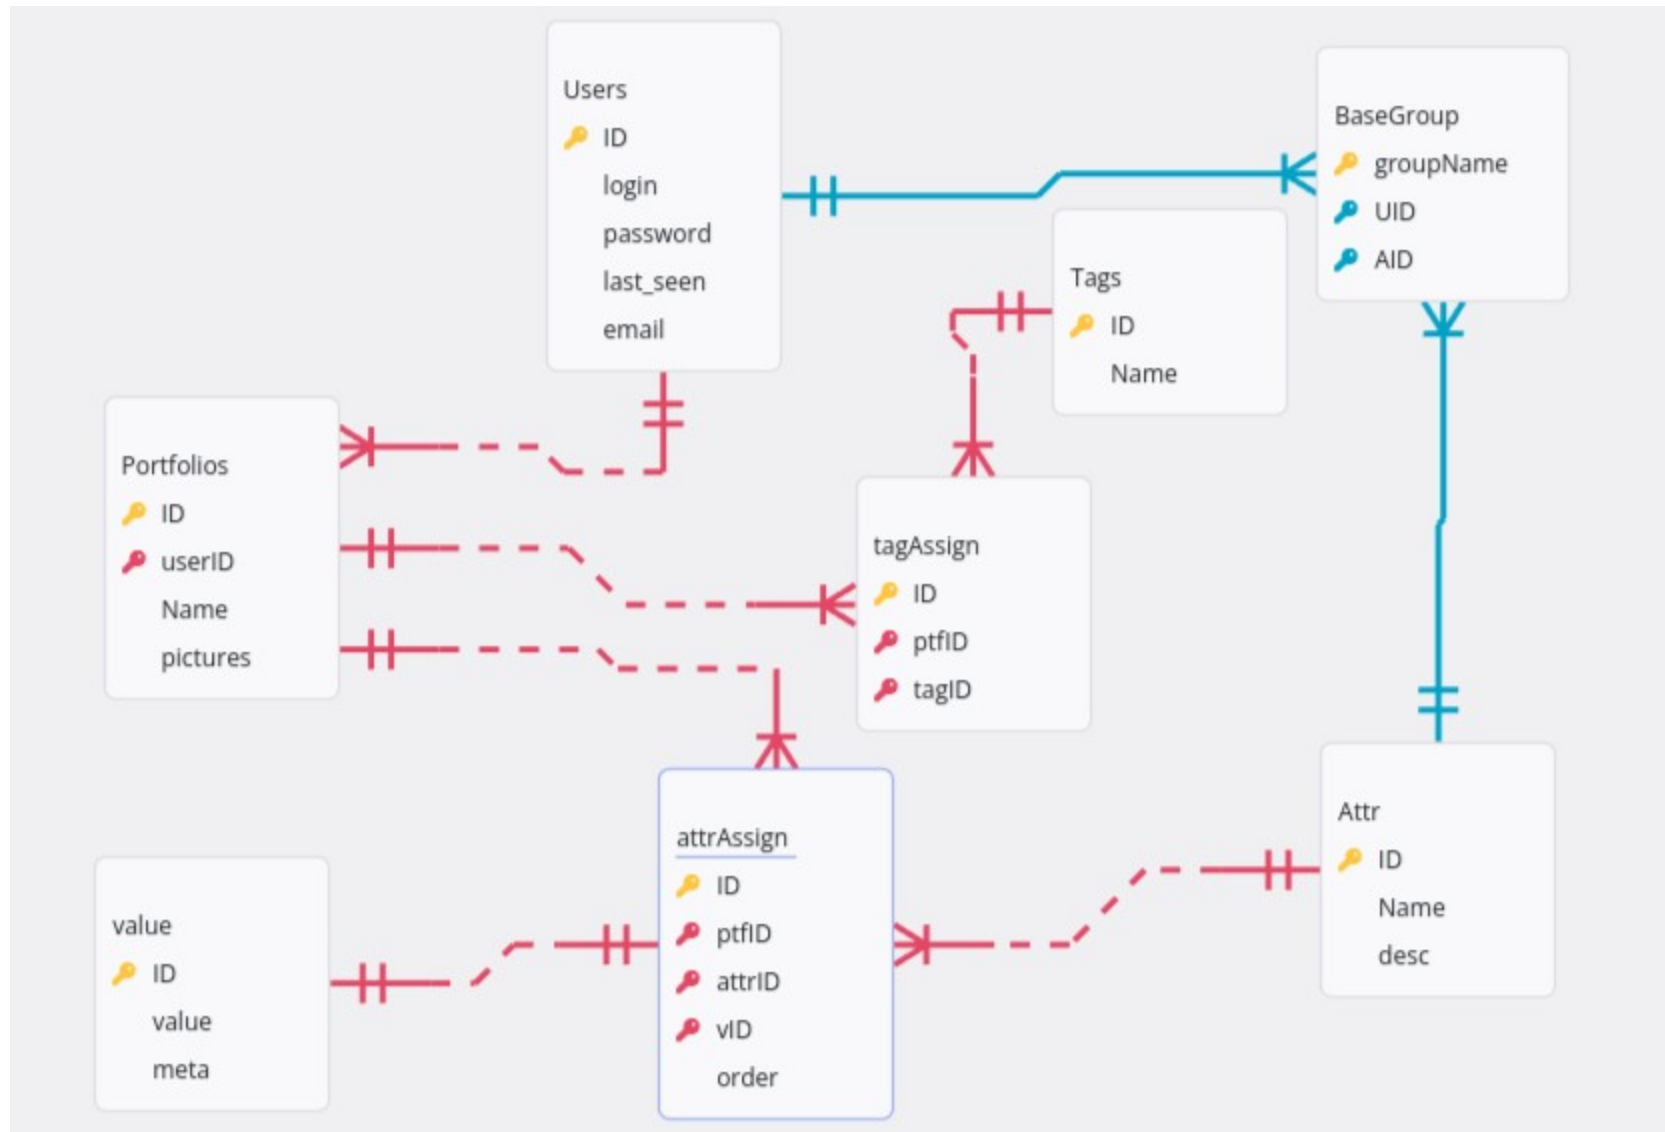 Users
ID
login
password
last_seen
email
BaseGroup
groupName
UID
AID
Tags
ID
Name
Portfolios
ID
userID
Name
pictures
tagAssign
ID
ptfID
tagID
attrAssign
ID
ptfID
attrID
vID
order
Attr
ID
Name
desc
value
ID
value
meta